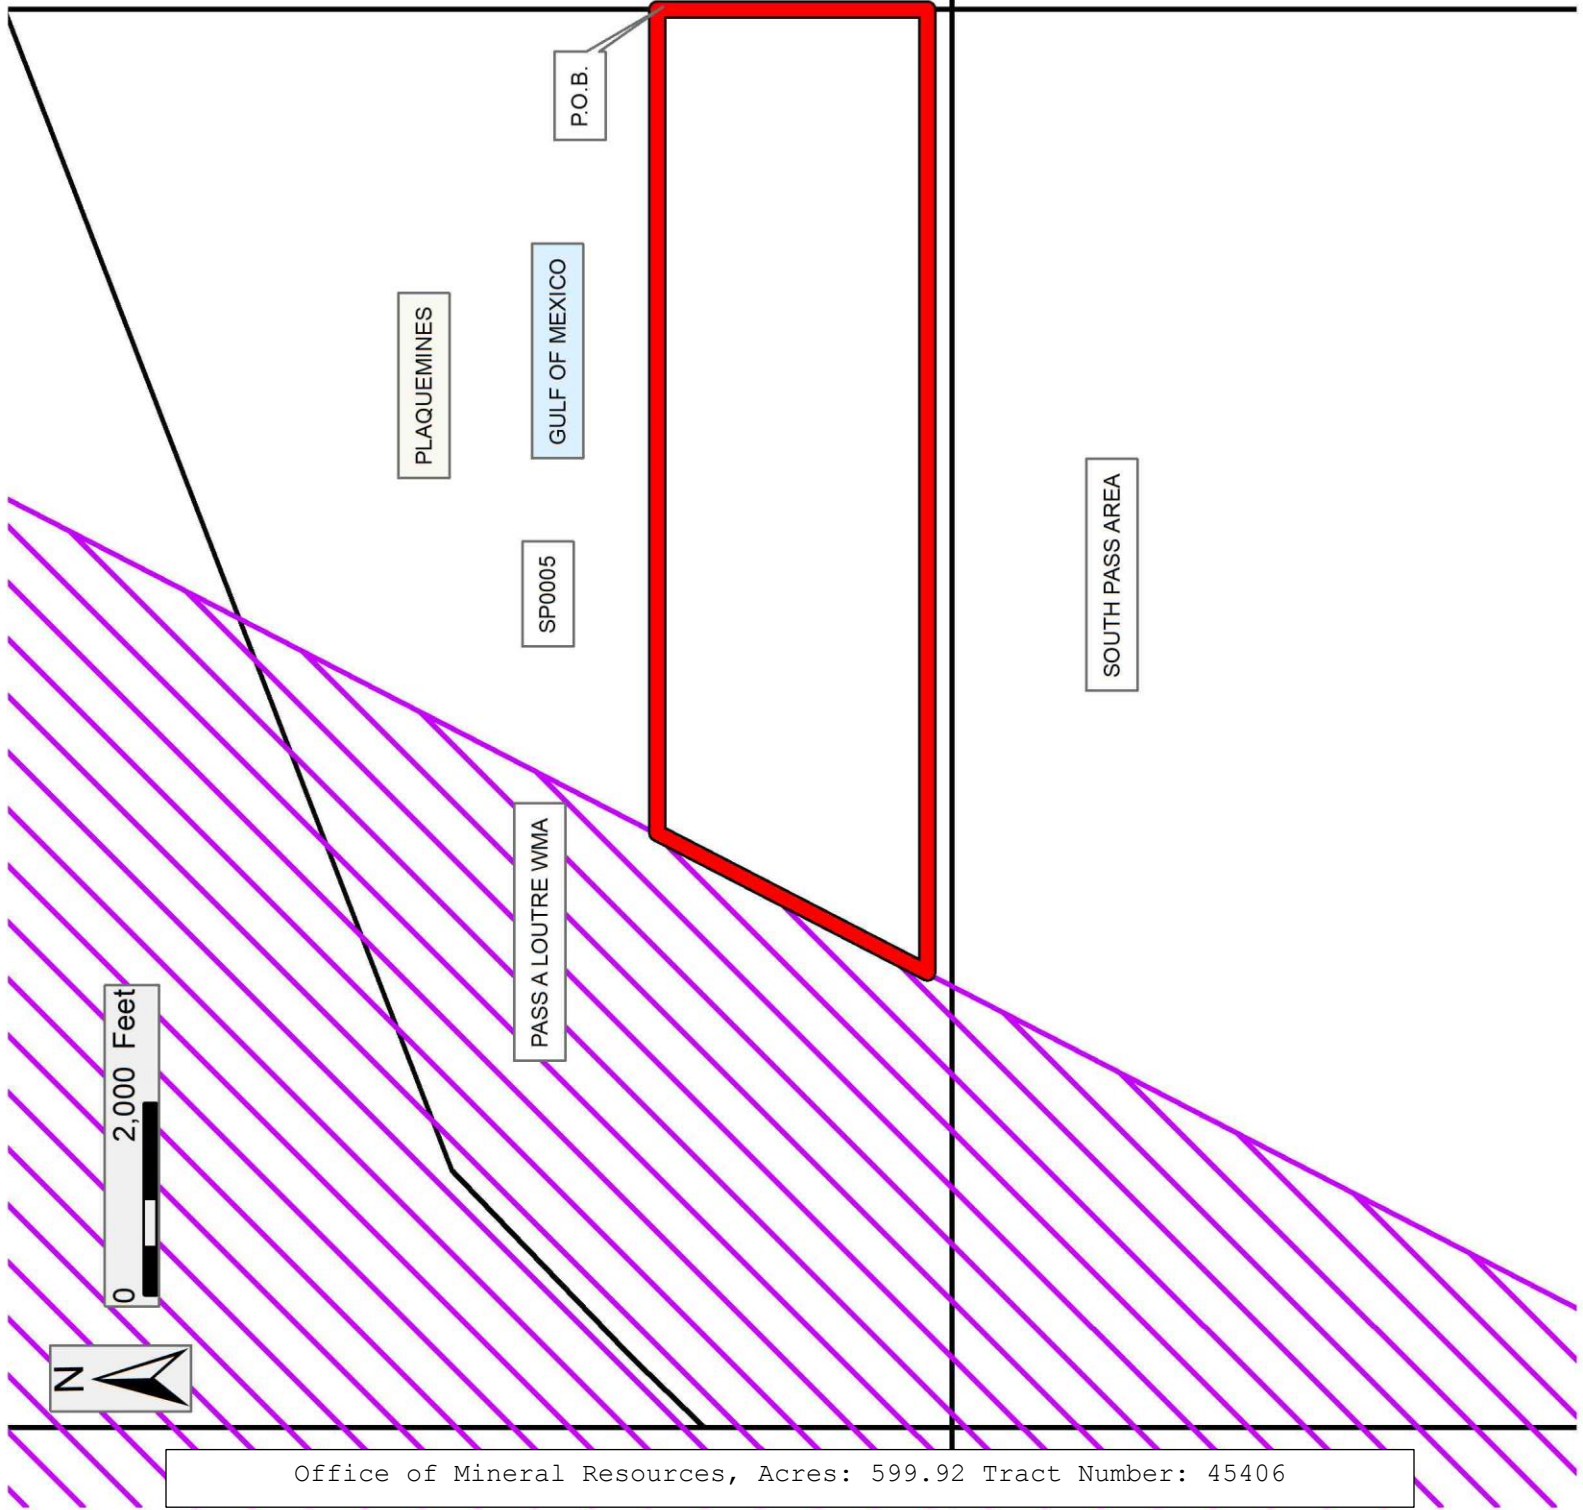 P.O.B.
PLAQUEMINES
GULF OF MEXICO
SP0005
SOUTH PASS AREA
PASS A LOUTRE WMA
0 2,000 Feet
N
Office of Mineral Resources, Acres: 599.92 Tract Number: 45406